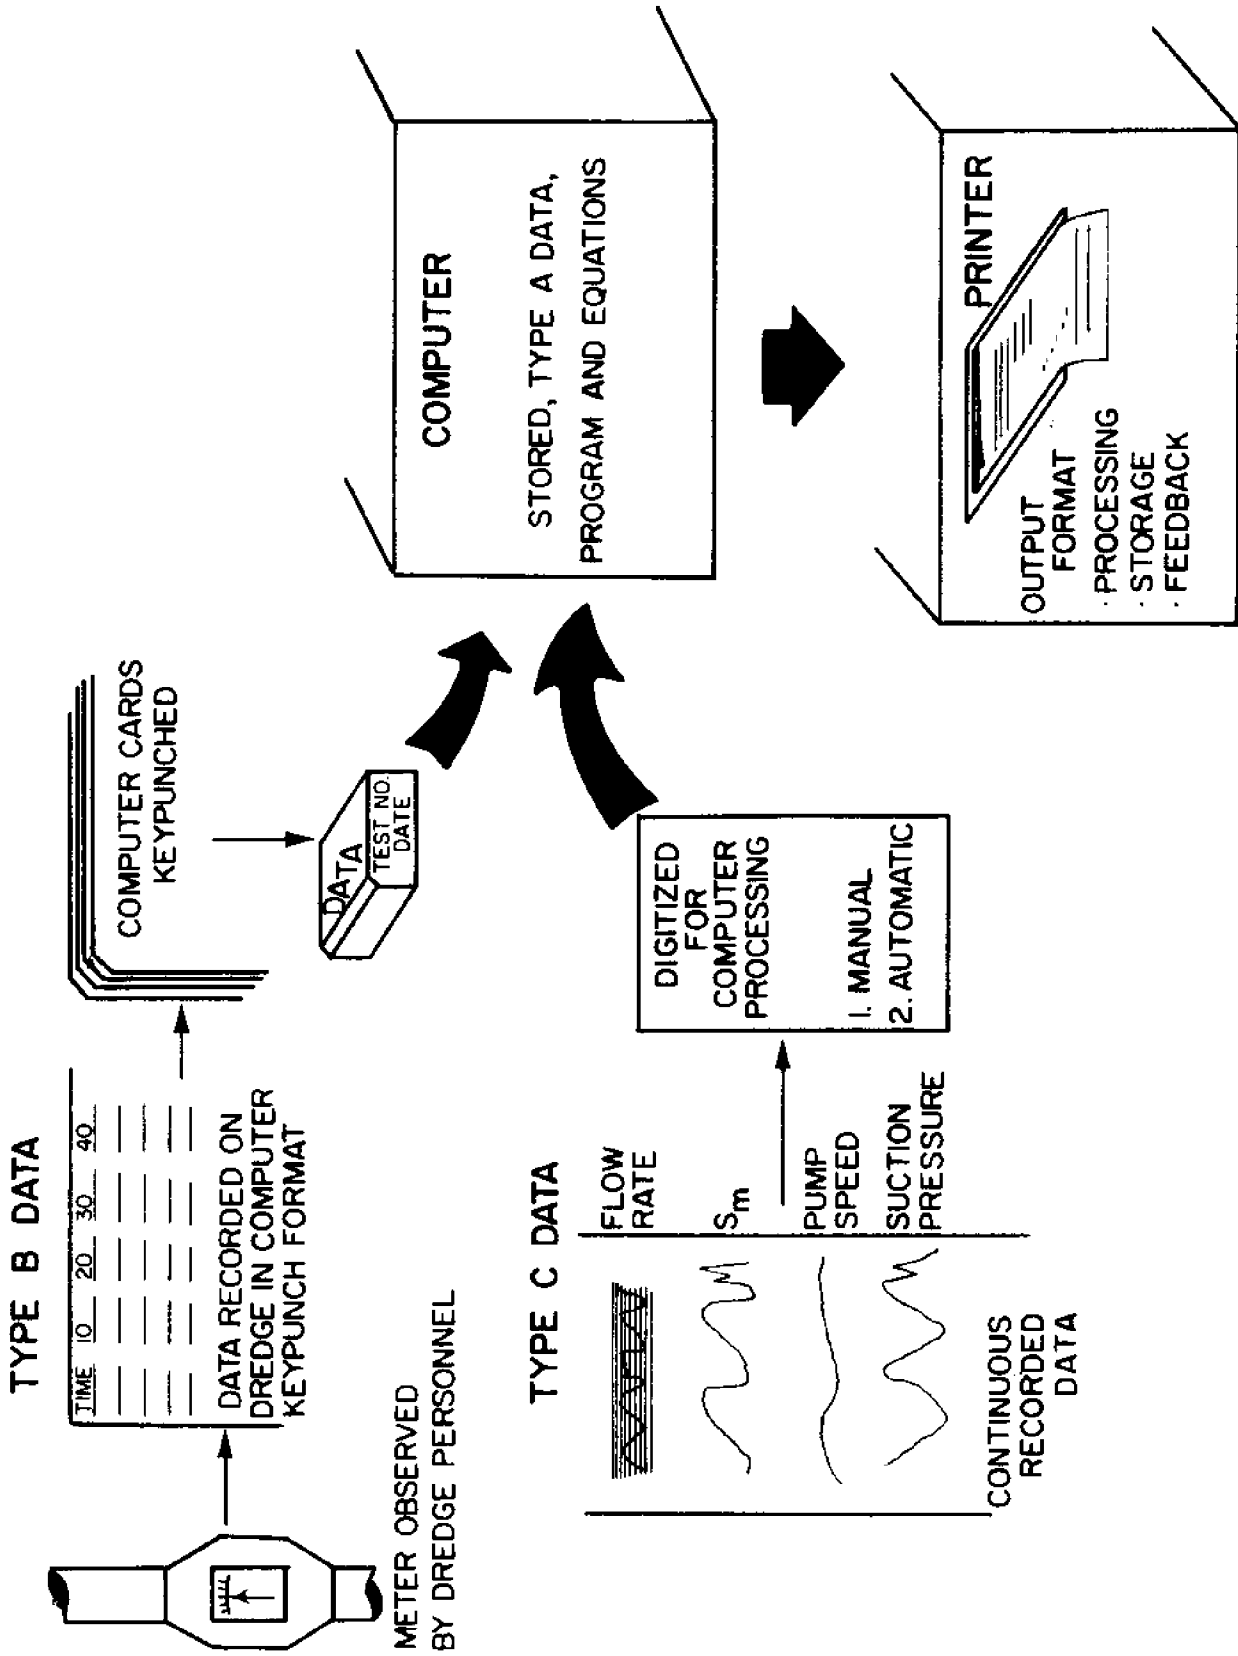 TYPE B DATA
TIME 10 20 30 40
DATA RECORDED ON
DREDGE IN COMPUTER
KEYPUNCH FORMAT
METER OBSERVED
BY DREDGE PERSONNEL
COMPUTER CARDS
KEYPUNCHED
DATA
TEST NO.
DATE
TYPE C DATA
FLOW
RATE
Sm
PUMP
SPEED
SUCTION
PRESSURE
CONTINUOUS
RECORDED
DATA
DIGITIZED
FOR
COMPUTER
PROCESSING
1. MANUAL
2. AUTOMATIC
COMPUTER
STORED, TYPE A DATA,
PROGRAM AND EQUATIONS
PRINTER
OUTPUT
FORMAT
· PROCESSING
· STORAGE
· FEEDBACK